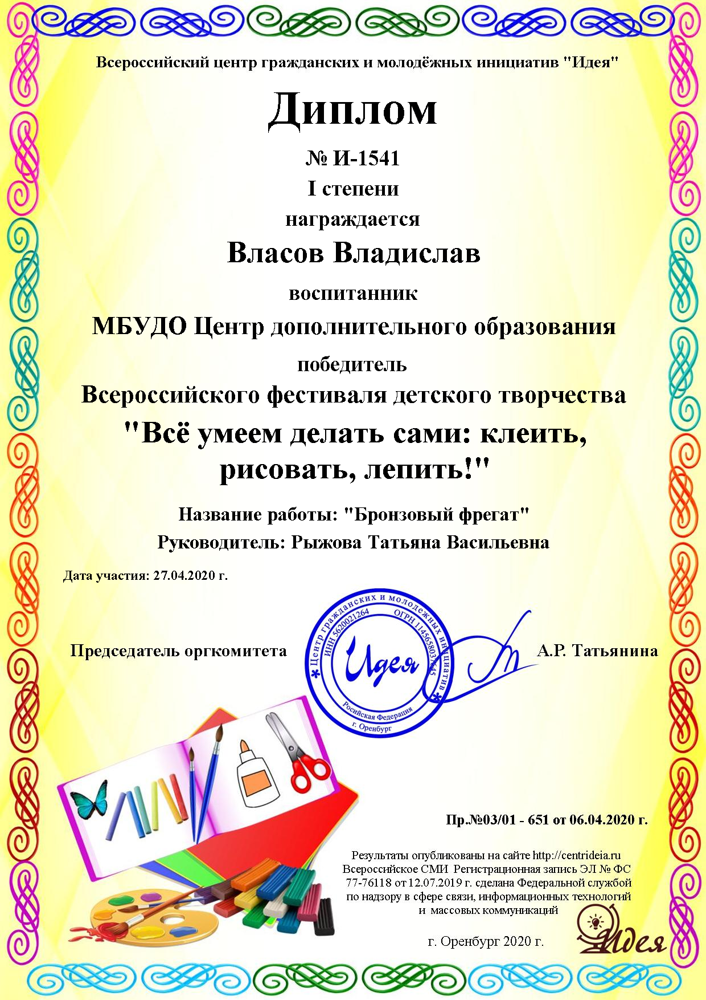 Всероссийский центр гражданских и молодёжных инициатив "Идея"
Диплом
№ И-1541
I степени
награждается
Власов Владислав
воспитанник
МБУДО Центр дополнительного образования
победитель
Всероссийского фестиваля детского творчества
"Всё умеем делать сами: клеить,
рисовать, лепить!"
Название работы: "Бронзовый фрегат"
Руководитель: Рыжова Татьяна Васильевна
Дата участия: 27.04.2020 г.
Председатель оргкомитета
* Центр гражданских и молодежных инициатив *
ИНН 5620021264 ОГРН 1145658037645
Идея
Росийская Федерация
г. Оренбург
А.Р. Татьянина
Пр.№03/01 - 651 от 06.04.2020 г.
Результаты опубликованы на сайте http://centrideia.ru
Всероссийское СМИ Регистрационная запись ЭЛ № ФС
77-76118 от 12.07.2019 г. сделана Федеральной службой
по надзору в сфере связи, информационных технологий
и массовых коммуникаций
г. Оренбург 2020 г.
Идея